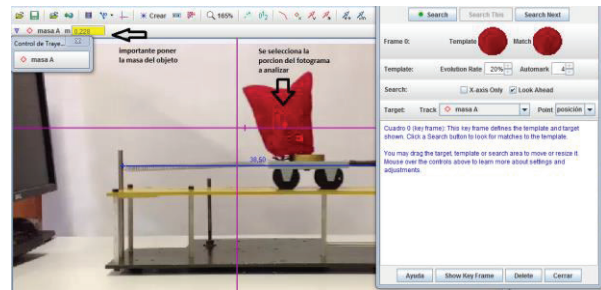 Crear 165%
masa A m 0.228
Control de Traye...
masa A
importante poner
la masa del objeto
Se selecciona la
porcion del fotograma
a analizar
38,50
Search Search This Search Next
Frame 0: Template Match
Template: Evolution Rate 20% Automark 4
Search: X-axis Only Look Ahead
Target: Track masa A Point posición
Cuadro 0 (key frame): This key frame defines the template and target
shown. Click a Search button to look for matches to the template.
You may drag the target, template or search area to move or resize it.
Mouse over the controls above to learn more about settings and
adjustments.
Ayuda Show Key Frame Delete Cerrar